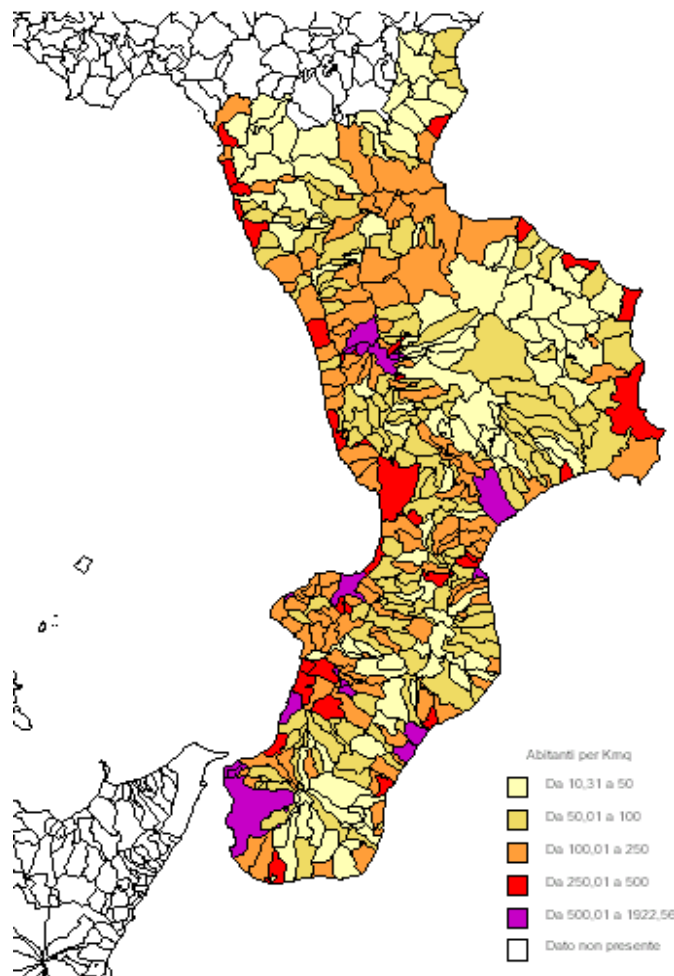 Abitanti per Kmq
Da 10,31 a 50
Da 50,01 a 100
Da 100,01 a 250
Da 250,01 a 500
Da 500,01 a 1922,56
Dato non presente